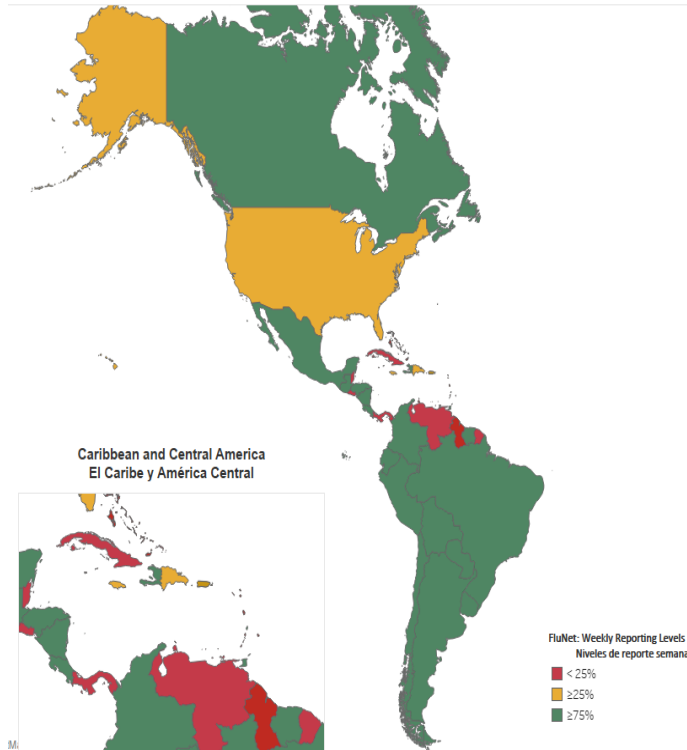 Caribbean and Central America
El Caribe y América Central
FluNet: Weekly Reporting Levels
Niveles de reporte semana
< 25%
≥25%
≥75%